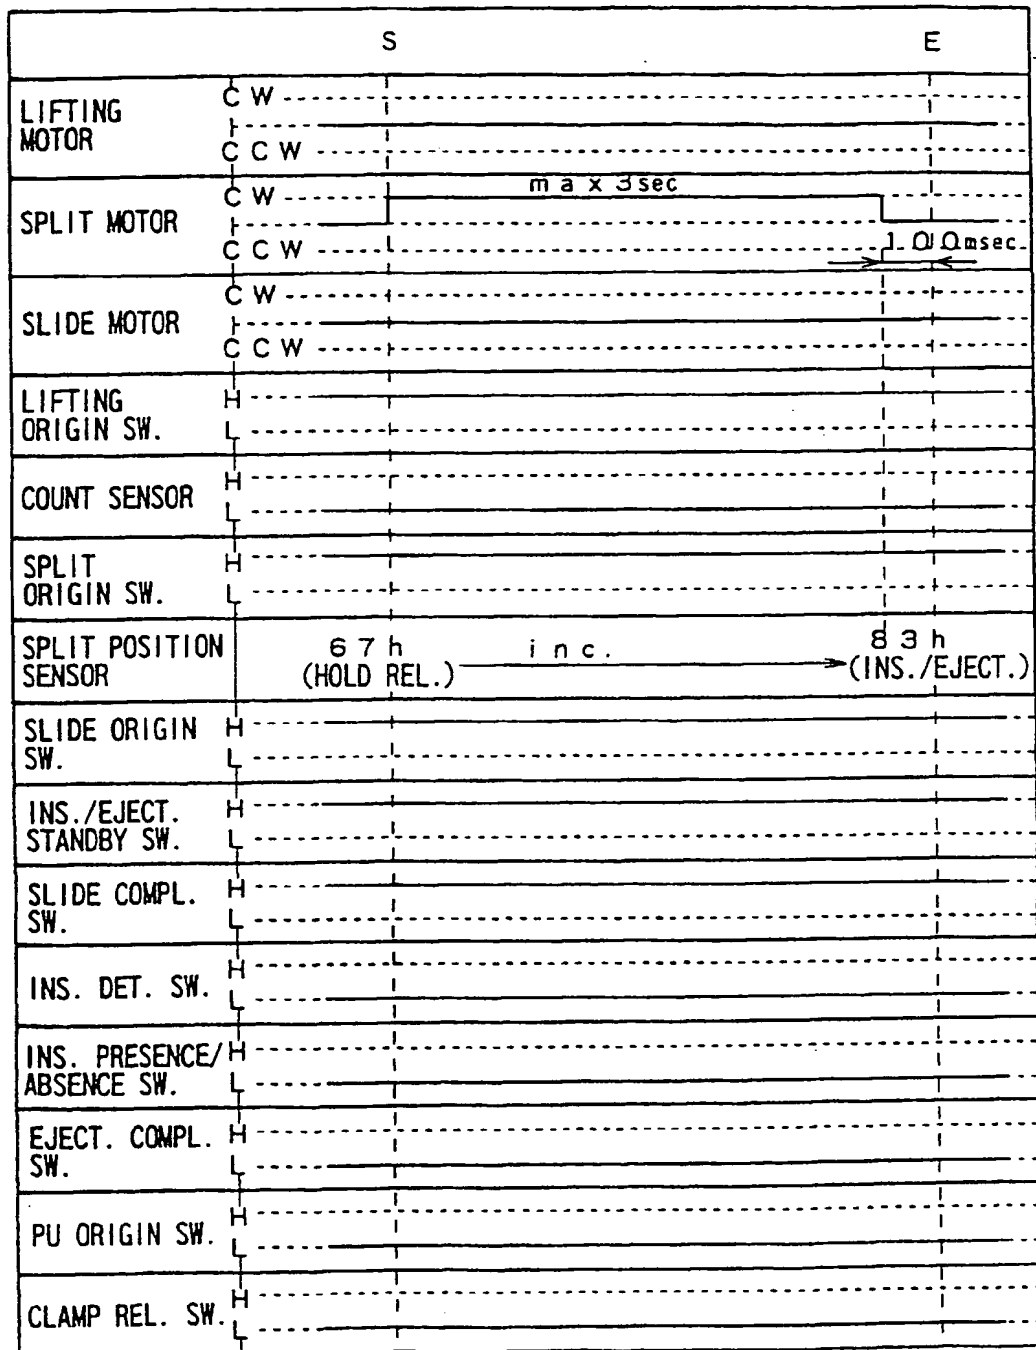 S E
LIFTING MOTOR CW
CCW
SPLIT MOTOR CW max 3sec
CCW 100msec
SLIDE MOTOR CW
CCW
LIFTING ORIGIN SW. H
L
COUNT SENSOR H
L
SPLIT ORIGIN SW. H
L
SPLIT POSITION SENSOR 67h inc. 83h
(HOLD REL.) (INS./EJECT.)
SLIDE ORIGIN SW. H
L
INS./EJECT. STANDBY SW. H
L
SLIDE COMPL. SW. H
L
INS. DET. SW. H
L
INS. PRESENCE/ABSENCE SW. H
L
EJECT. COMPL. SW. H
L
PU ORIGIN SW. H
L
CLAMP REL. SW. H
L